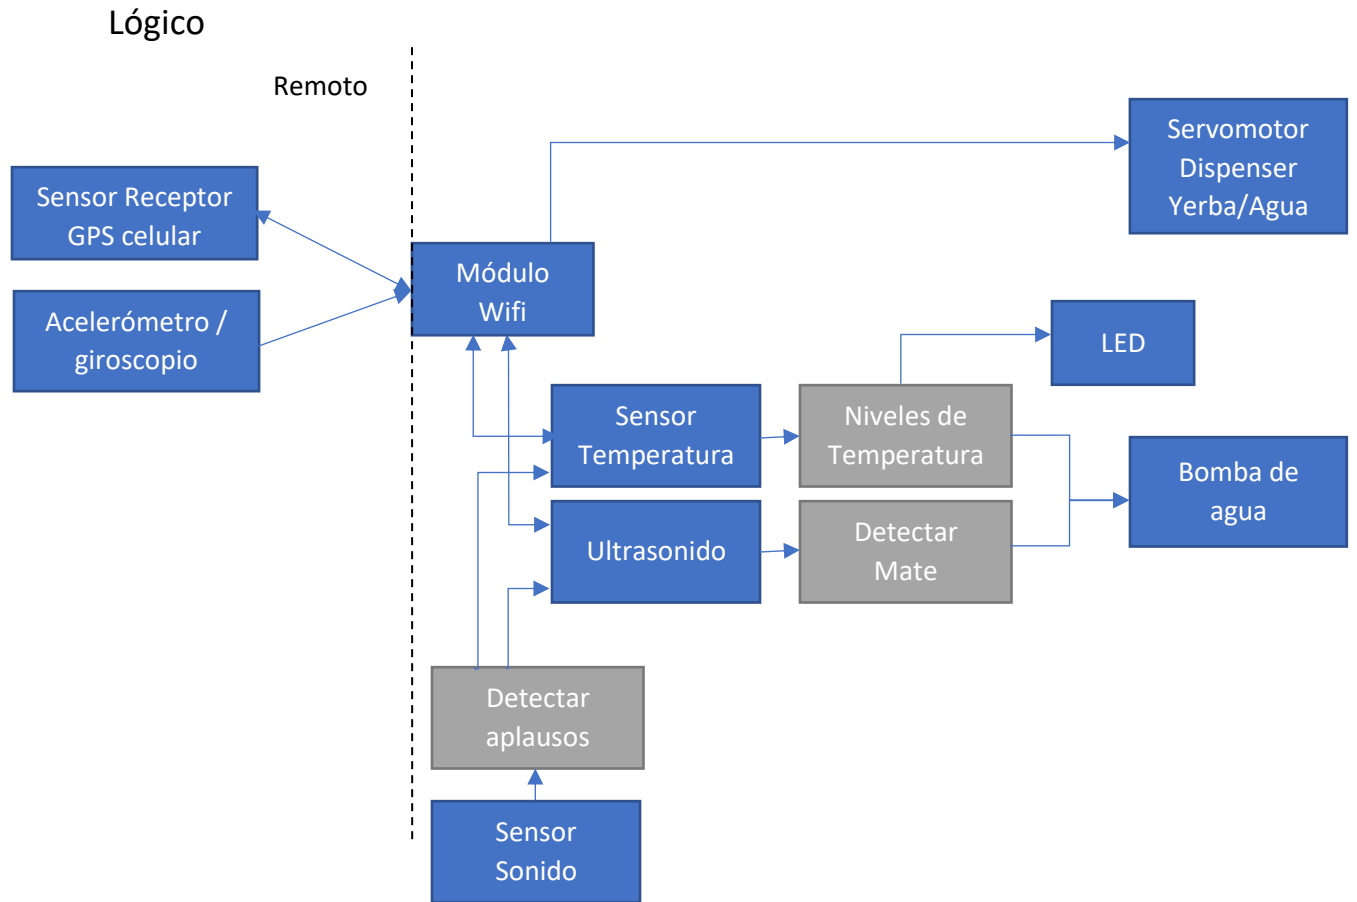 Lógico
Remoto
Sensor Receptor
GPS celular
Acelerómetro /
giroscopio
Módulo
Wifi
Servomotor
Dispenser
Yerba/Agua
LED
Sensor
Temperatura
Niveles de
Temperatura
Bomba de
agua
Ultrasonido
Detectar
Mate
Detectar
aplausos
Sensor
Sonido